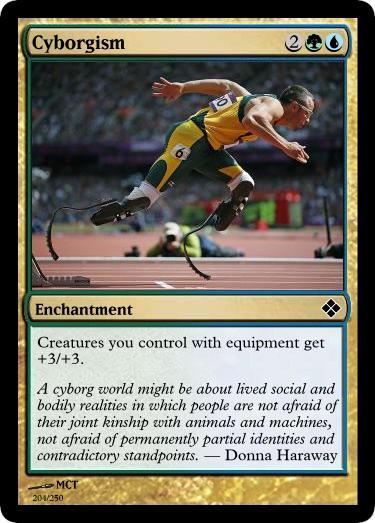 Cyborgism 2
0
6
Enchantment
Creatures you control with equipment get
+3/+3.
A cyborg world might be about lived social and
bodily realities in which people are not afraid of
their joint kinship with animals and machines,
not afraid of permanently partial identities and
contradictory standpoints. — Donna Haraway
MCT
204/250